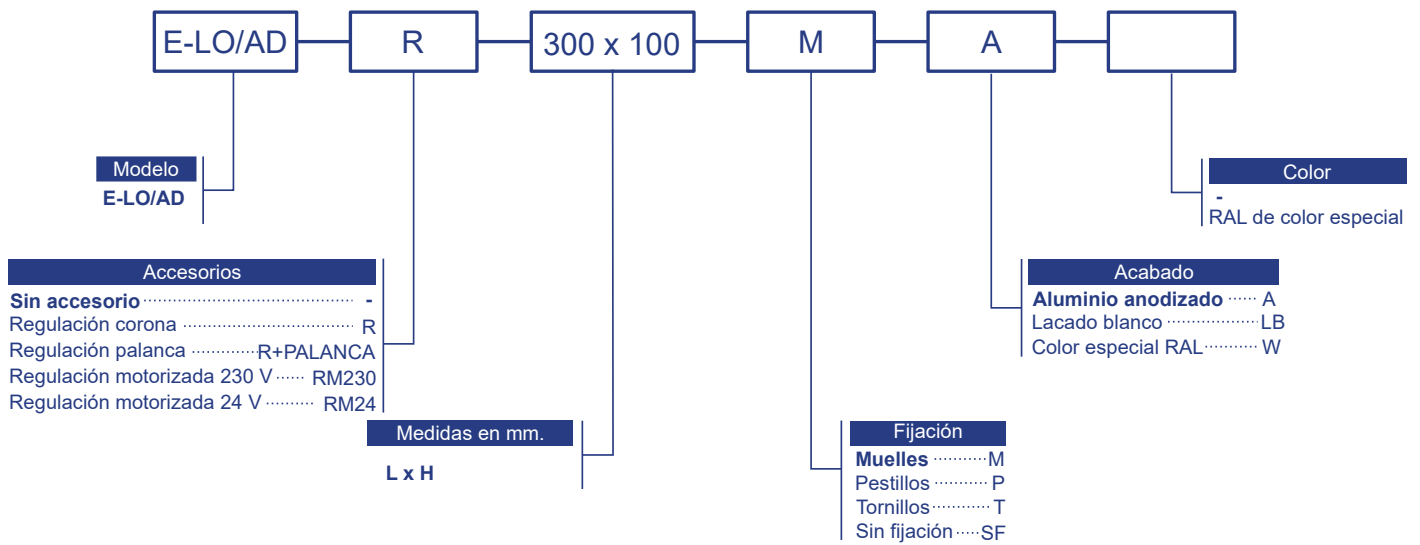 E-LO/AD R 300 x 100 M A
Modelo
E-LO/AD
Color
-
RAL de color especial
Accesorios
Sin accesorio ........ -
Regulación corona ........ R
Regulación palanca ........ R+PALANCA
Regulación motorizada 230 V ...... RM230
Regulación motorizada 24 V ........ RM24
Acabado
Aluminio anodizado ..... A
Lacado blanco ........ LB
Color especial RAL ........ W
Medidas en mm.
L x H
Fijación
Muelles ........ M
Pestillos ........ P
Tornillos ........ T
Sin fijación ..... SF